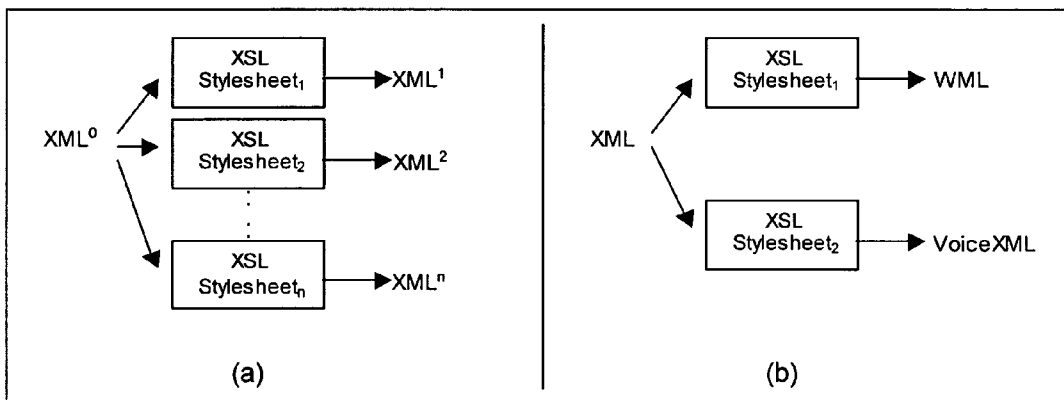 XSL
Stylesheet₁
XML¹
XML⁰
XSL
Stylesheet₂
XML²
XSL
Stylesheetₙ
XMLⁿ
(a)
XSL
Stylesheet₁
WML
XML
XSL
Stylesheet₂
VoiceXML
(b)